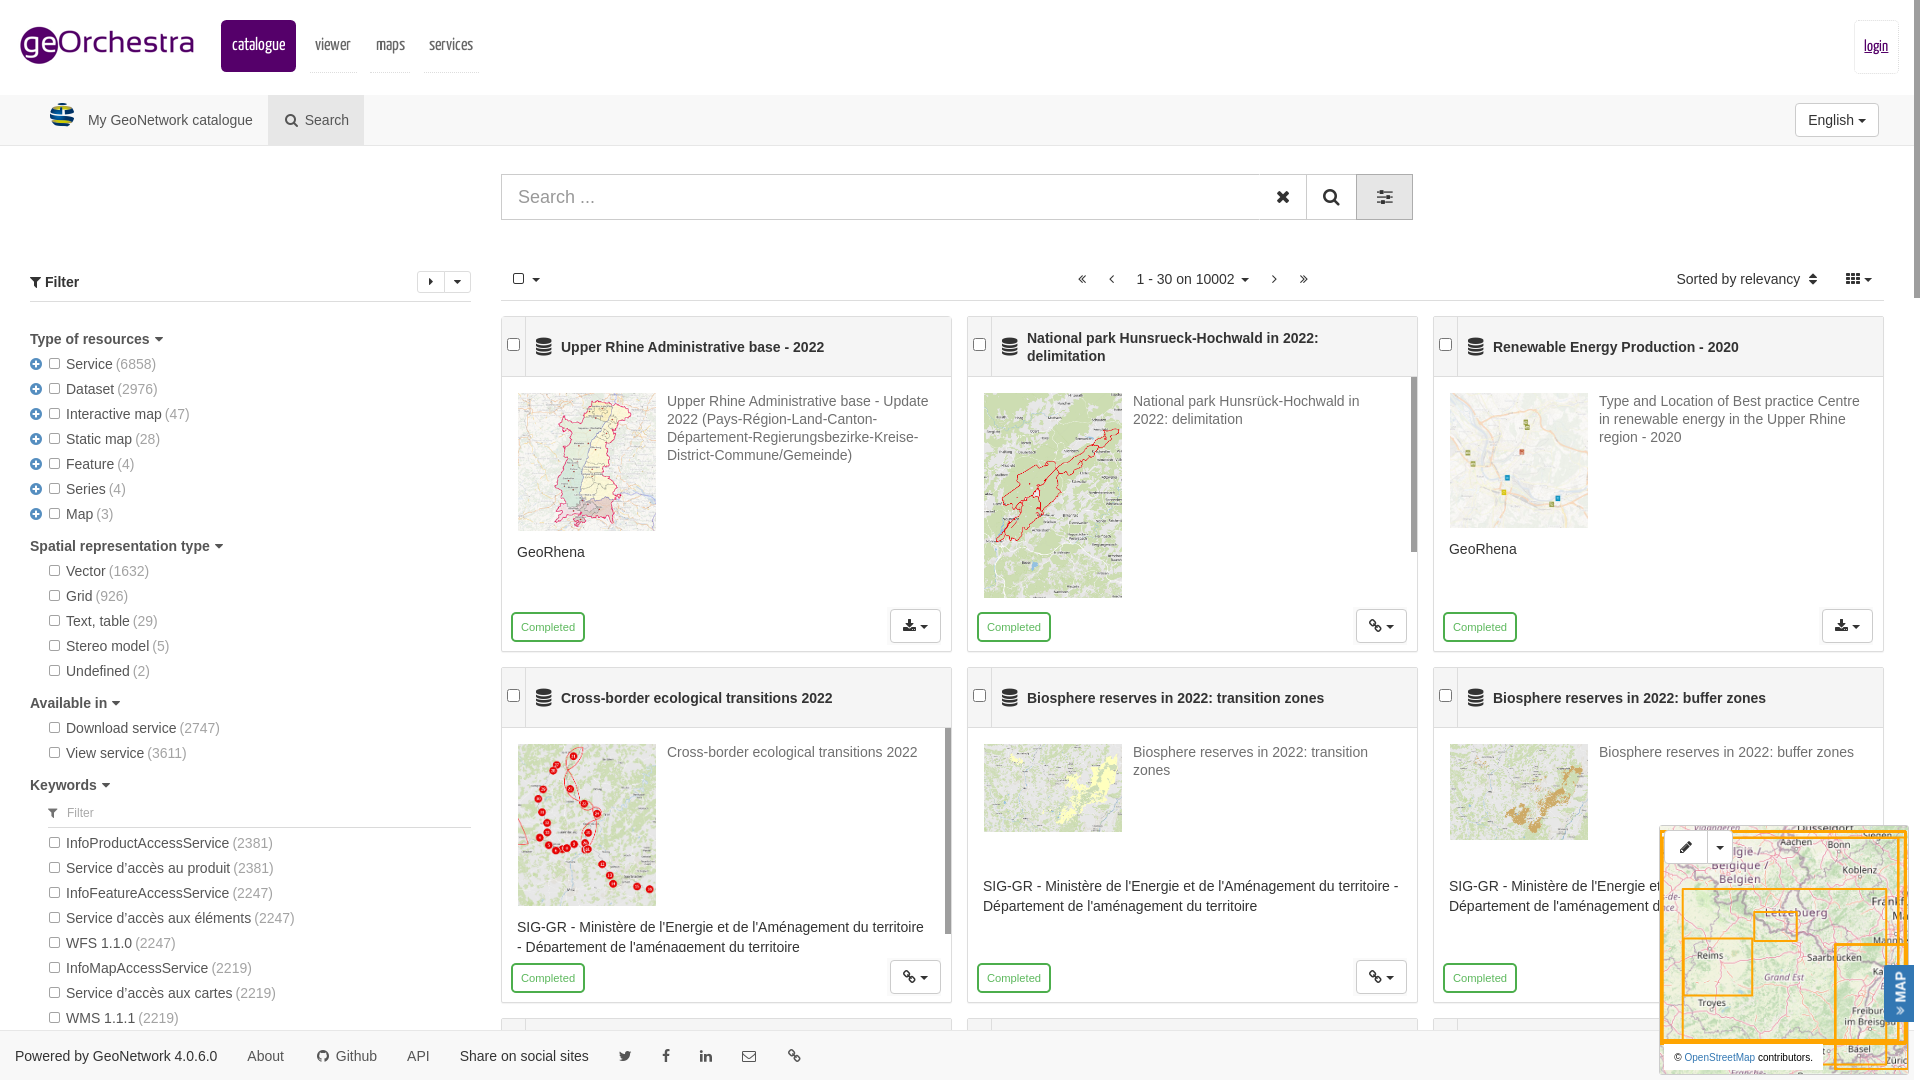 geOrchestra
catalogue
viewer
maps
services
login
My GeoNetwork catalogue
Search
English
Search ...
Filter
1 - 30 on 10002
Sorted by relevancy
Type of resources
Service (6858)
Dataset (2976)
Interactive map (47)
Static map (28)
Feature (4)
Series (4)
Map (3)
Spatial representation type
Vector (1632)
Grid (926)
Text, table (29)
Stereo model (5)
Undefined (2)
Available in
Download service (2747)
View service (3611)
Keywords
Filter
InfoProductAccessService (2381)
Service d'accès au produit (2381)
InfoFeatureAccessService (2247)
Service d'accès aux éléments (2247)
WFS 1.1.0 (2247)
InfoMapAccessService (2219)
Service d'accès aux cartes (2219)
WMS 1.1.1 (2219)
Upper Rhine Administrative base - 2022
Upper Rhine Administrative base - Update
2022 (Pays-Région-Land-Canton-
Département-Regierungsbezirke-Kreise-
District-Commune/Gemeinde)
GeoRhena
Completed
National park Hunsrueck-Hochwald in 2022:
delimitation
National park Hunsrück-Hochwald in
2022: delimitation
Completed
Renewable Energy Production - 2020
Type and Location of Best practice Centre
in renewable energy in the Upper Rhine
region - 2020
GeoRhena
Completed
Cross-border ecological transitions 2022
Cross-border ecological transitions 2022
SIG-GR - Ministère de l'Energie et de l'Aménagement du territoire
- Département de l'aménagement du territoire
Completed
Biosphere reserves in 2022: transition zones
Biosphere reserves in 2022: transition
zones
SIG-GR - Ministère de l'Energie et de l'Aménagement du territoire -
Département de l'aménagement du territoire
Completed
Biosphere reserves in 2022: buffer zones
Biosphere reserves in 2022: buffer zones
SIG-GR - Ministère de l'Energie et
Département de l'aménagement d
Completed
Aachen
Bonn
Siegen
Belgique /
Belgien
Koblenz
Lëtzebuerg
Reims
Saarbrücken
Grand Est
Troyes
Freiburg
im Breisgau
Basel
MAP
© OpenStreetMap contributors.
Powered by GeoNetwork 4.0.6.0
About
Github
API
Share on social sites